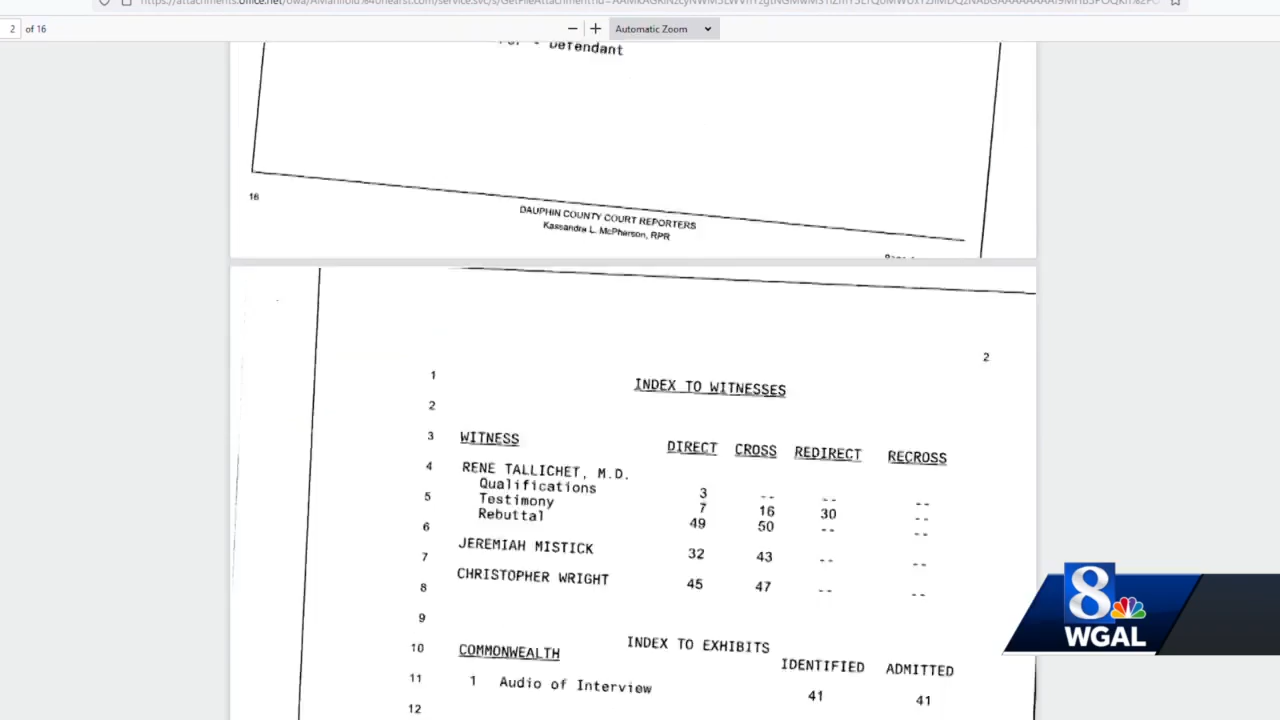 2 of 16
Automatic Zoom
Defendant
16
DAUPHIN COUNTY COURT REPORTERS
Kassandra L. McPherson, RPR
2
1 INDEX TO WITNESSES
2
3 WITNESS DIRECT CROSS REDIRECT RECROSS
4 RENE TALLICHET, M.D.
Qualifications 3 -- -- --
5 Testimony 7 16 30 --
Rebuttal 49 50 -- --
6
JEREMIAH MISTICK 32 43 -- --
7
CHRISTOPHER WRIGHT 45 47 -- --
8
9
INDEX TO EXHIBITS
10 COMMONWEALTH IDENTIFIED ADMITTED
11 1 Audio of Interview 41 41
12
8
WGAL